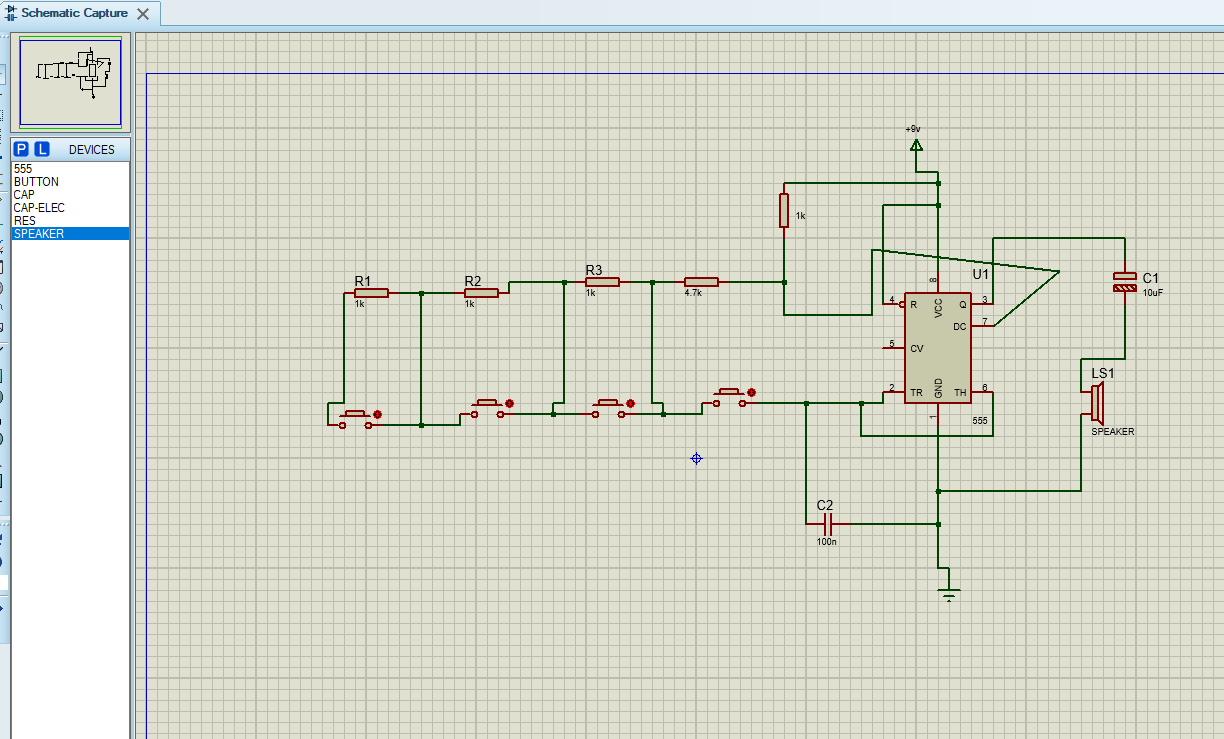 Schematic Capture
P L DEVICES
555
BUTTON
CAP
CAP-ELEC
RES
SPEAKER
+9v
1k
R1
1k
R2
1k
R3
1k
4.7k
U1
8
VCC
4
R
Q
3
DC
7
5
CV
2
TR
GND
TH
6
1
555
C1
10uF
LS1
SPEAKER
C2
100n